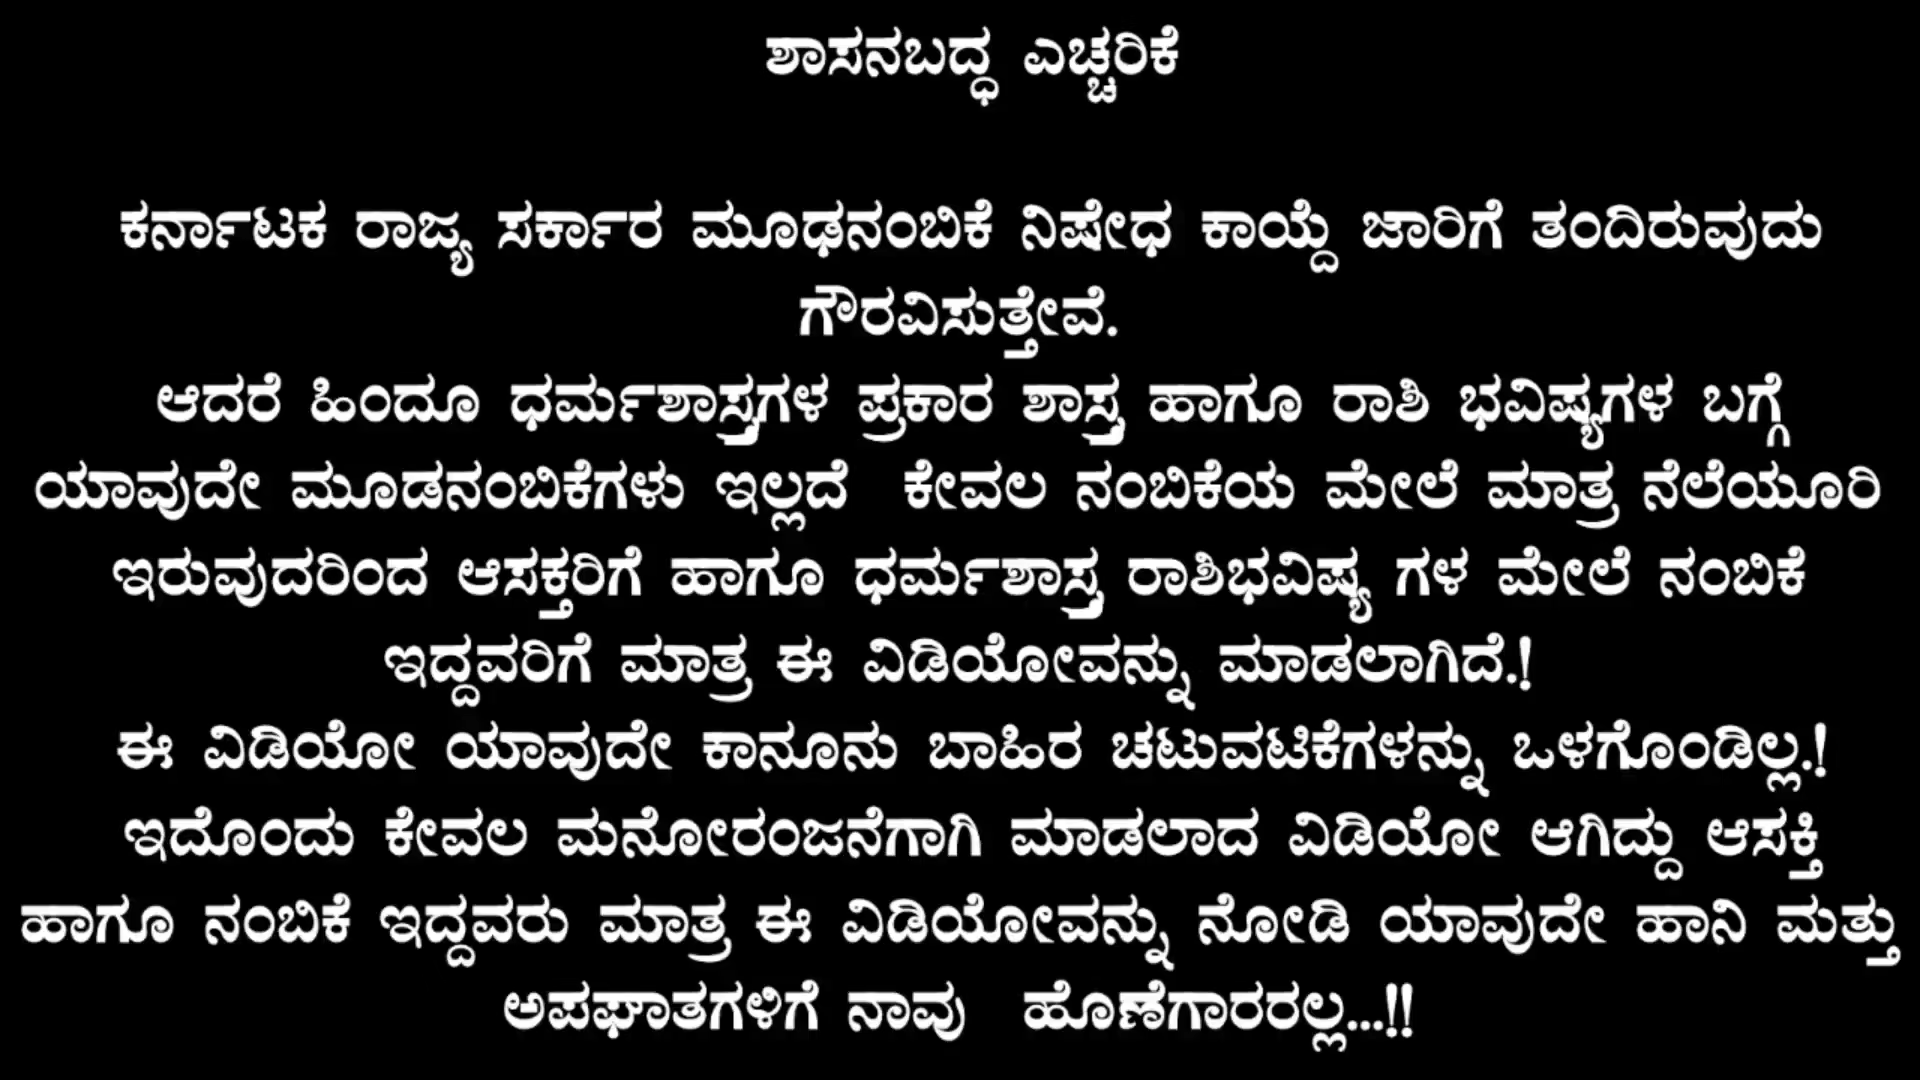 ಶಾಸನಬದ್ಧ ಎಚ್ಚರಿಕೆ
ಕರ್ನಾಟಕ ರಾಜ್ಯ ಸರ್ಕಾರ ಮೂಢನಂಬಿಕೆ ನಿಷೇಧ ಕಾಯ್ದೆ ಜಾರಿಗೆ ತಂದಿರುವುದು
ಗೌರವಿಸುತ್ತೇವೆ.
ಆದರೆ ಹಿಂದೂ ಧರ್ಮಶಾಸ್ತ್ರಗಳ ಪ್ರಕಾರ ಶಾಸ್ತ್ರ ಹಾಗೂ ರಾಶಿ ಭವಿಷ್ಯಗಳ ಬಗ್ಗೆ
ಯಾವುದೇ ಮೂಡನಂಬಿಕೆಗಳು ಇಲ್ಲದೆ ಕೇವಲ ನಂಬಿಕೆಯ ಮೇಲೆ ಮಾತ್ರ ನೆಲೆಯೂರಿ
ಇರುವುದರಿಂದ ಆಸಕ್ತರಿಗೆ ಹಾಗೂ ಧರ್ಮಶಾಸ್ತ್ರ ರಾಶಿಭವಿಷ್ಯ ಗಳ ಮೇಲೆ ನಂಬಿಕೆ
ಇದ್ದವರಿಗೆ ಮಾತ್ರ ಈ ವಿಡಿಯೋವನ್ನು ಮಾಡಲಾಗಿದೆ.!
ಈ ವಿಡಿಯೋ ಯಾವುದೇ ಕಾನೂನು ಬಾಹಿರ ಚಟುವಟಿಕೆಗಳನ್ನು ಒಳಗೊಂಡಿಲ್ಲ.!
ಇದೊಂದು ಕೇವಲ ಮನೋರಂಜನೆಗಾಗಿ ಮಾಡಲಾದ ವಿಡಿಯೋ ಆಗಿದ್ದು ಆಸಕ್ತಿ
ಹಾಗೂ ನಂಬಿಕೆ ಇದ್ದವರು ಮಾತ್ರ ಈ ವಿಡಿಯೋವನ್ನು ನೋಡಿ ಯಾವುದೇ ಹಾನಿ ಮತ್ತು
ಅಪಘಾತಗಳಿಗೆ ನಾವು ಹೊಣೆಗಾರರಲ್ಲ...!!